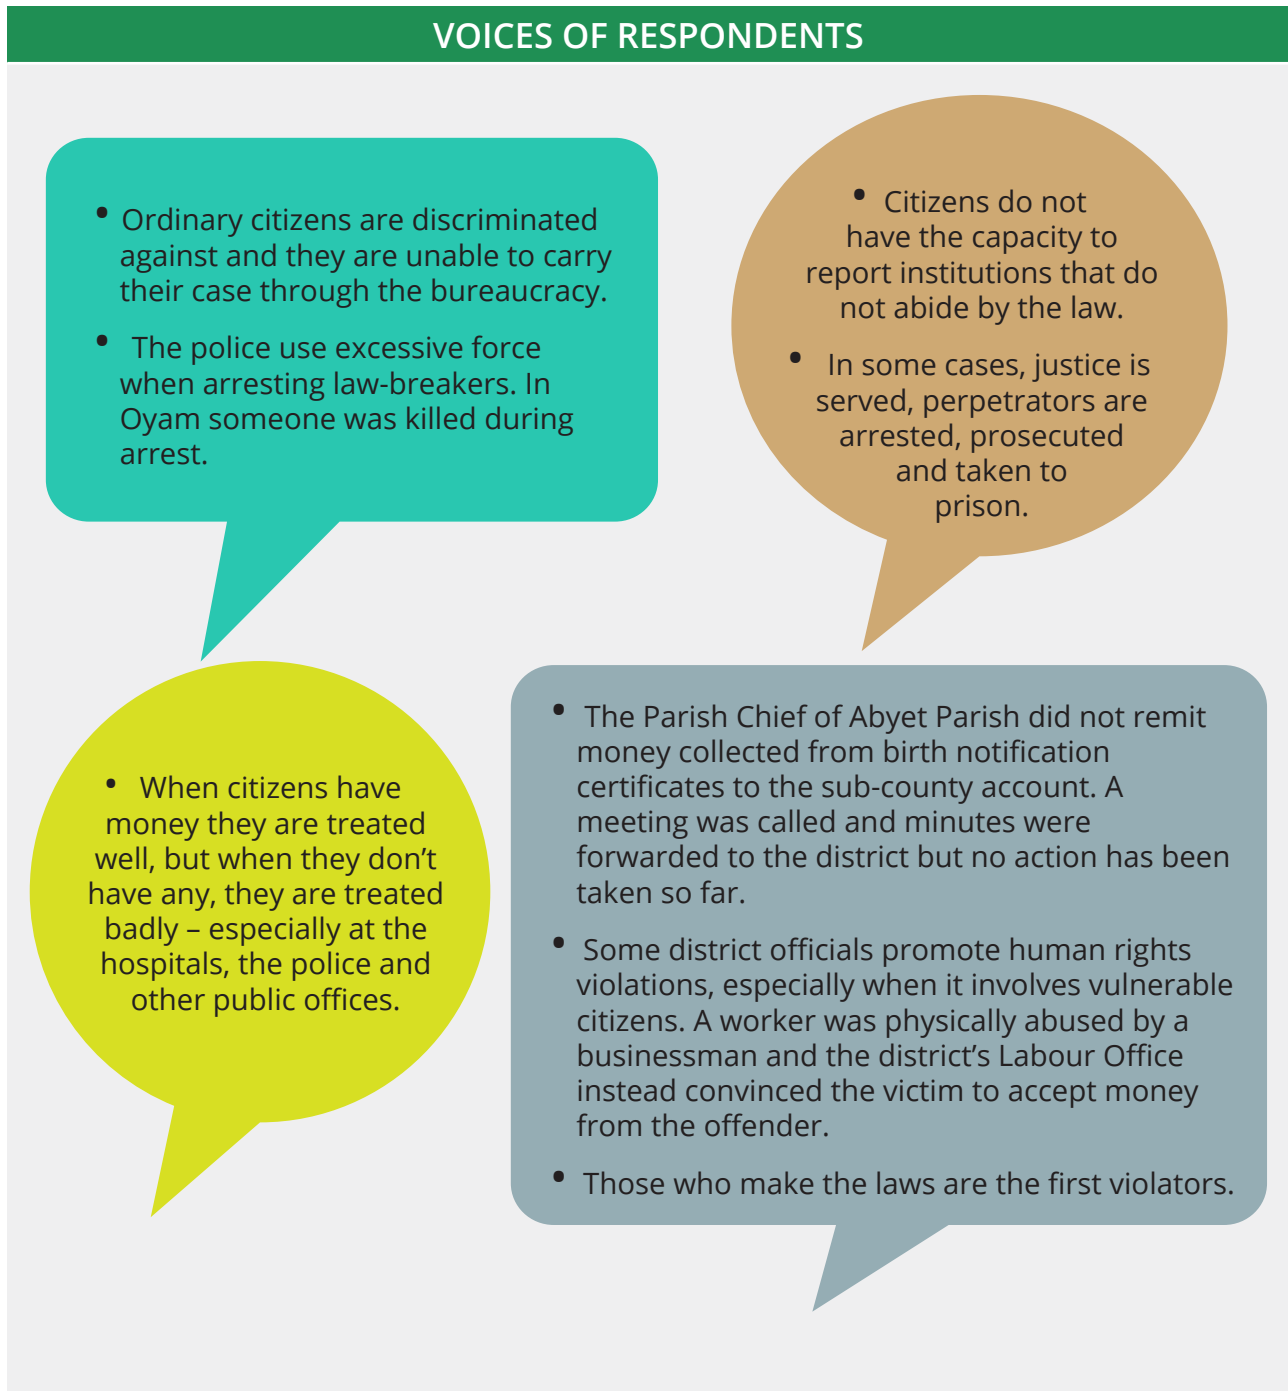 VOICES OF RESPONDENTS
• Ordinary citizens are discriminated
against and they are unable to carry
their case through the bureaucracy.
• The police use excessive force
when arresting law-breakers. In
Oyam someone was killed during
arrest.
• Citizens do not
have the capacity to
report institutions that do
not abide by the law.
• In some cases, justice is
served, perpetrators are
arrested, prosecuted
and taken to
prison.
• When citizens have
money they are treated
well, but when they don’t
have any, they are treated
badly – especially at the
hospitals, the police and
other public offices.
• The Parish Chief of Abyet Parish did not remit
money collected from birth notification
certificates to the sub-county account. A
meeting was called and minutes were
forwarded to the district but no action has been
taken so far.
• Some district officials promote human rights
violations, especially when it involves vulnerable
citizens. A worker was physically abused by a
businessman and the district’s Labour Office
instead convinced the victim to accept money
from the offender.
• Those who make the laws are the first violators.